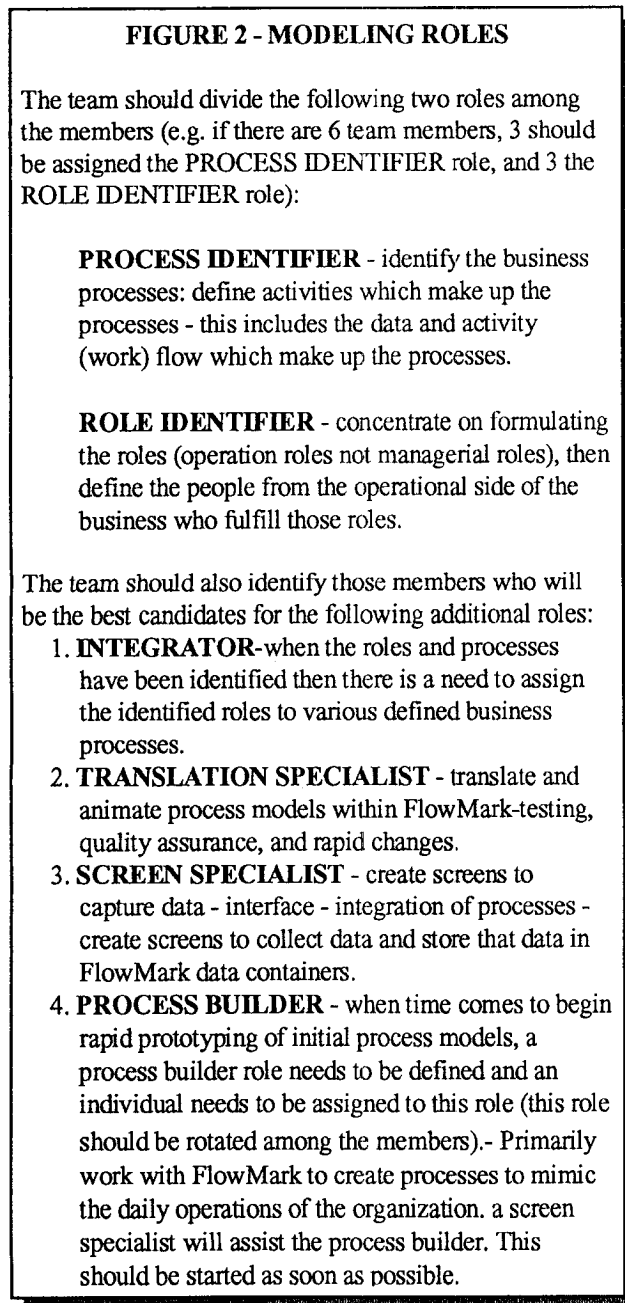 FIGURE 2 - MODELING ROLES
The team should divide the following two roles among
the members (e.g. if there are 6 team members, 3 should
be assigned the PROCESS IDENTIFIER role, and 3 the
ROLE IDENTIFIER role):
PROCESS IDENTIFIER - identify the business
processes: define activities which make up the
processes - this includes the data and activity
(work) flow which make up the processes.
ROLE IDENTIFIER - concentrate on formulating
the roles (operation roles not managerial roles), then
define the people from the operational side of the
business who fulfill those roles.
The team should also identify those members who will
be the best candidates for the following additional roles:
1. INTEGRATOR-when the roles and processes
have been identified then there is a need to assign
the identified roles to various defined business
processes.
2. TRANSLATION SPECIALIST - translate and
animate process models within FlowMark-testing,
quality assurance, and rapid changes.
3. SCREEN SPECIALIST - create screens to
capture data - interface - integration of processes -
create screens to collect data and store that data in
FlowMark data containers.
4. PROCESS BUILDER - when time comes to begin
rapid prototyping of initial process models, a
process builder role needs to be defined and an
individual needs to be assigned to this role (this role
should be rotated among the members).- Primarily
work with FlowMark to create processes to mimic
the daily operations of the organization. a screen
specialist will assist the process builder. This
should be started as soon as possible.